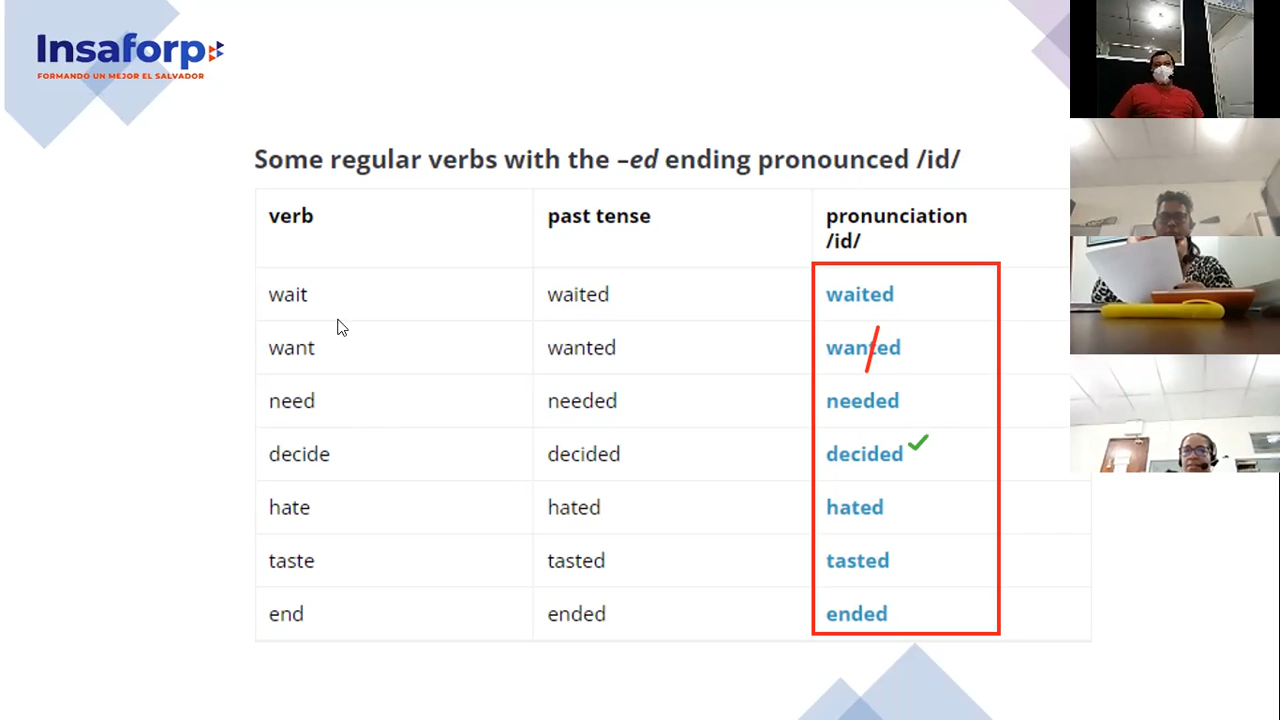 Insaforp
FORMANDO UN MEJOR EL SALVADOR
Some regular verbs with the –ed ending pronounced /id/
verb past tense pronunciation
/id/
wait waited waited
want wanted wanted
need needed needed
decide decided decided
hate hated hated
taste tasted tasted
end ended ended